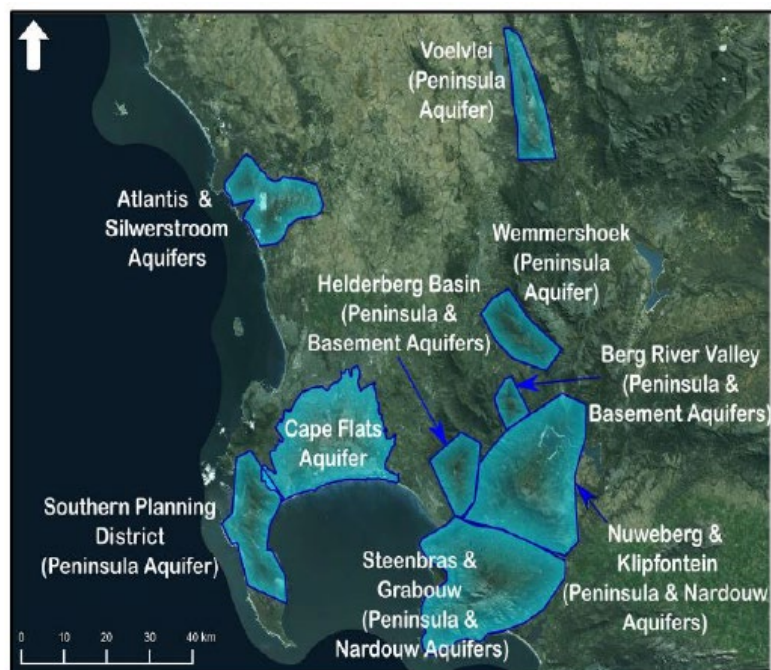 Voelvlei
(Peninsula
Aquifer)
Atlantis &
Silwerstroom
Aquifers
Wemmershoek
(Peninsula
Aquifer)
Helderberg Basin
(Peninsula &
Basement Aquifers)
Berg River Valley
(Peninsula &
Basement Aquifers)
Cape Flats
Aquifer
Southern Planning
District
(Peninsula Aquifer)
Steenbras &
Grabouw
(Peninsula &
Nardouw Aquifers)
Nuweberg &
Klipfontein
(Peninsula & Nardouw
Aquifers)
0 10 20 30 40 km